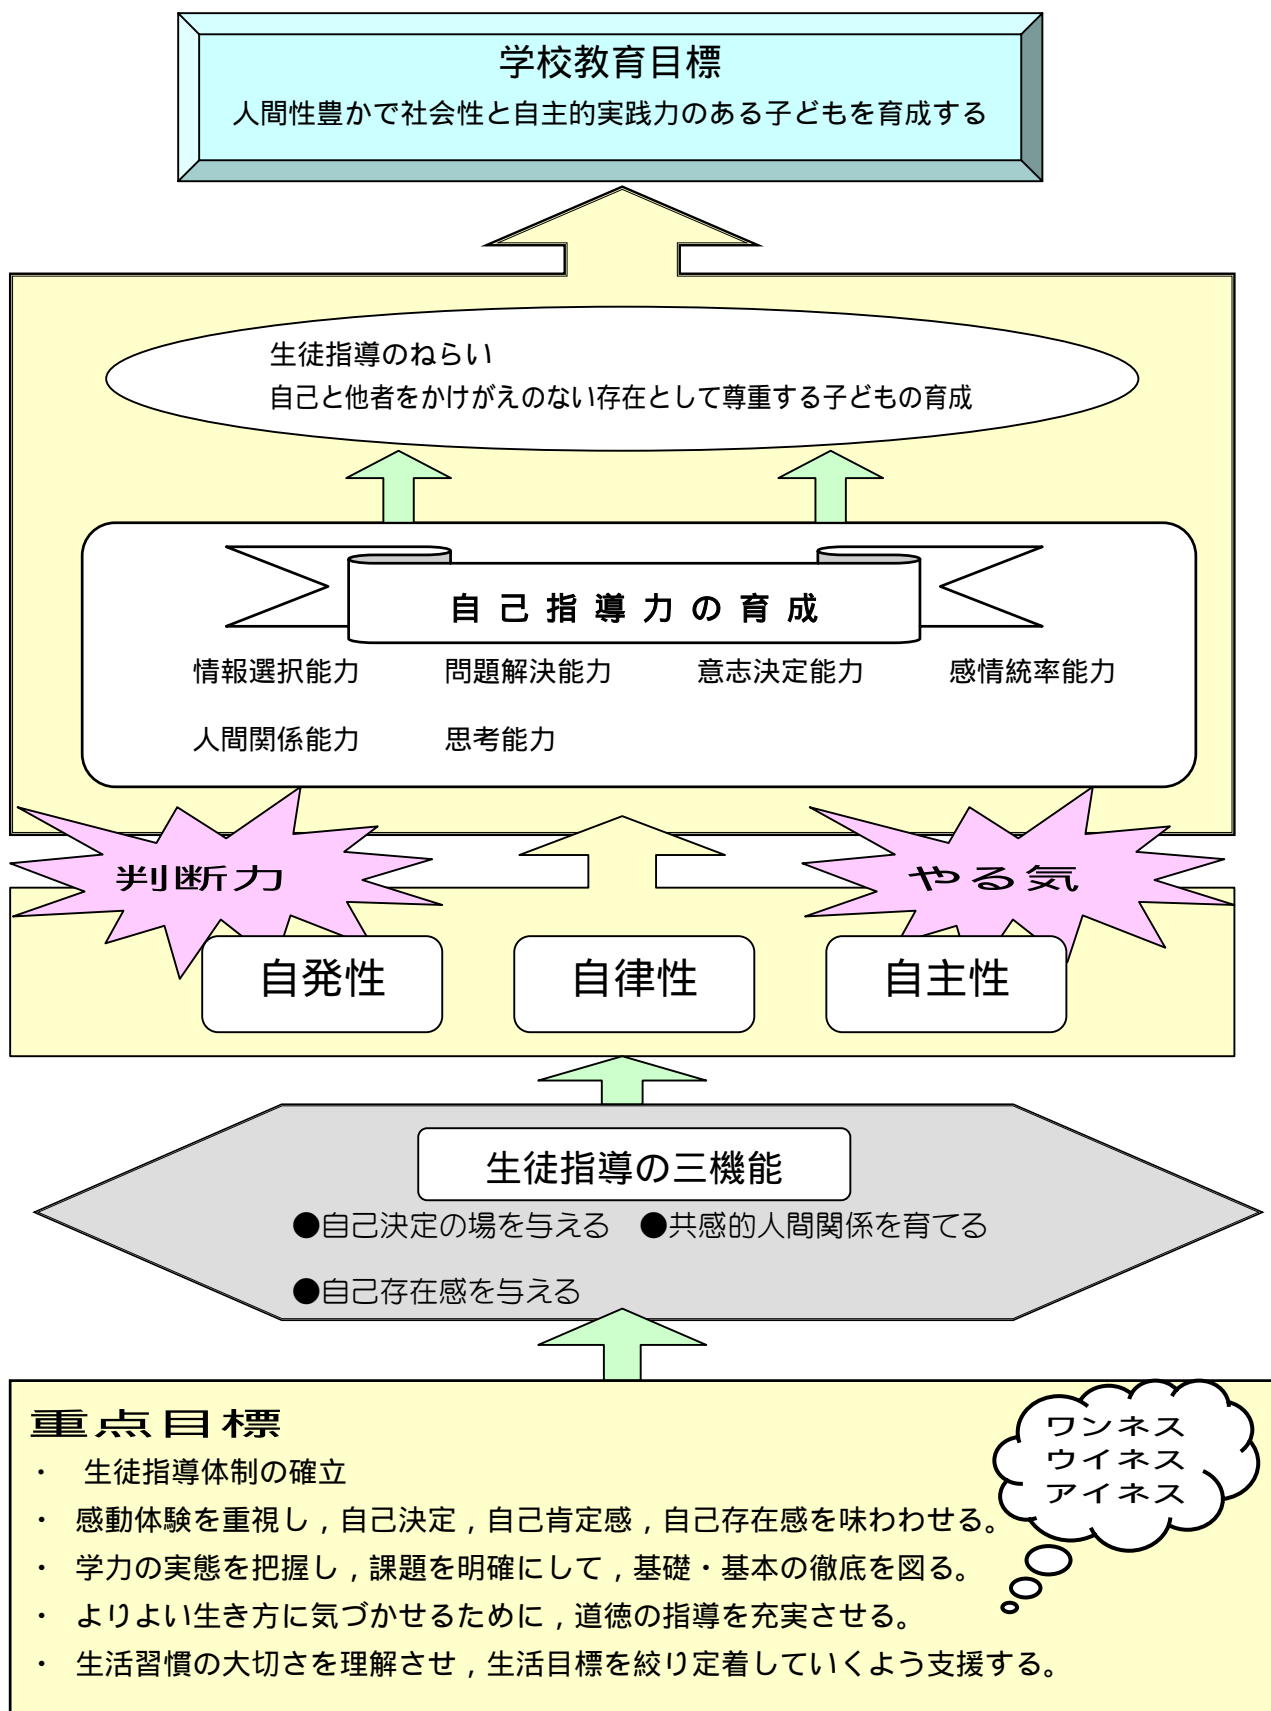 学校教育目標
人間性豊かで社会性と自主的実践力のある子どもを育成する
生徒指導のねらい
自己と他者をかけがえのない存在として尊重する子どもの育成
自己指導力の育成
情報選択能力 問題解決能力 意志決定能力 感情統率能力
人間関係能力 思考能力
判断力 やる気
自発性 自律性 自主性
生徒指導の三機能
●自己決定の場を与える ●共感的人間関係を育てる
●自己存在感を与える
重点目標
ワンネス
ウイネス
アイネス
・ 生徒指導体制の確立
・ 感動体験を重視し，自己決定，自己肯定感，自己存在感を味わわせる。
・ 学力の実態を把握し，課題を明確にして，基礎・基本の徹底を図る。
・ よりよい生き方に気づかせるために，道徳の指導を充実させる。
・ 生活習慣の大切さを理解させ，生活目標を絞り定着していくよう支援する。